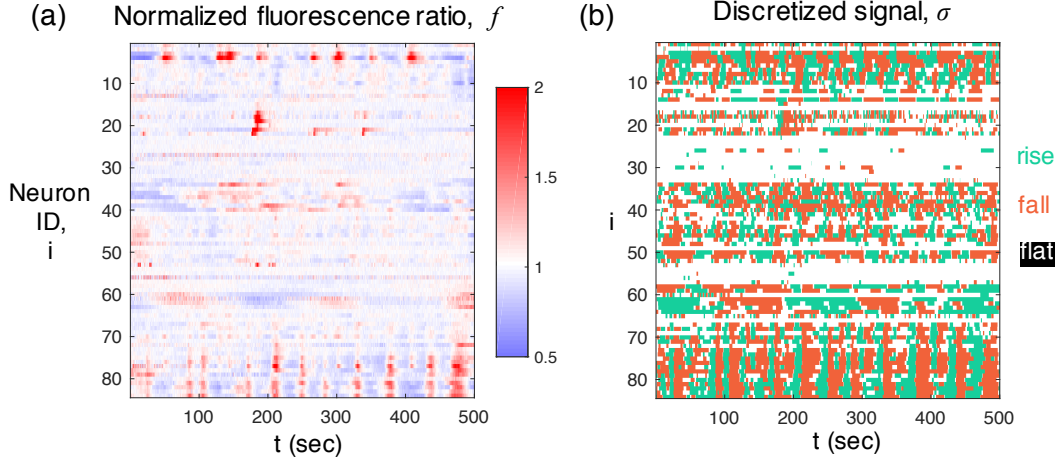 (a) Normalized fluorescence ratio, f
Neuron
ID,
i
10
20
30
40
50
60
70
80
100 200 300 400 500
t (sec)
2
1.5
1
0.5
(b) Discretized signal, σ
i
10
20
30
40
50
60
70
80
100 200 300 400 500
t (sec)
rise
fall
flat